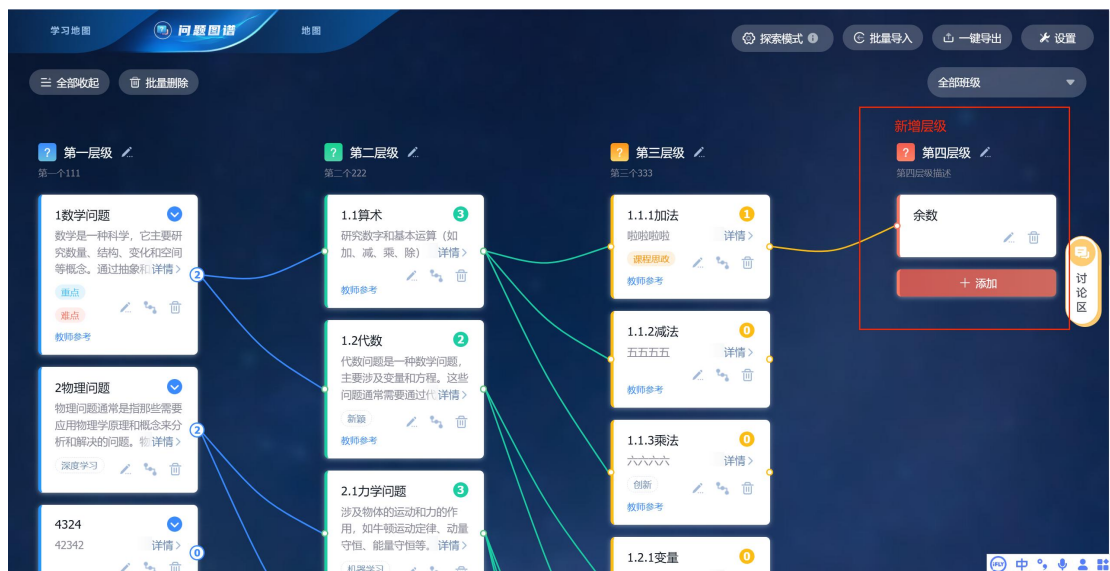 学习地图
问题图谱
地图
探索模式
批量导入
一键导出
设置
全部收起
批量删除
全部班级
新增层级
? 第一层级
第一个111
? 第二层级
第二个222
? 第三层级
第三个333
? 第四层级
第四层级描述
1数学问题
数学是一种科学,它主要研
究数量、结构、变化和空间
等概念。通过抽象和 详情>
2
重点
难点
教师参考
2物理问题
物理问题通常是指那些需要
应用物理学原理和概念来分
析和解决的问题。物 详情>
2
深度学习
4324
42342 详情>
0
1.1算术 3
研究数字和基本运算(如
加、减、乘、除) 详情>
教师参考
1.2代数 2
代数问题是一种数学问题,
主要涉及变量和方程。这些
问题通常需要通过代 详情>
新颖
教师参考
2.1力学问题 3
涉及物体的运动和力的作
用,如牛顿运动定律、动量
守恒、能量守恒等。 详情>
机器学习
1.1.1加法 1
啦啦啦啦 详情>
课程思政
教师参考
1.1.2减法 0
五五五五 详情>
教师参考
1.1.3乘法 0
六六六六 详情>
创新
教师参考
1.2.1变量 0
余数
+ 添加
讨论区
iFLY 中